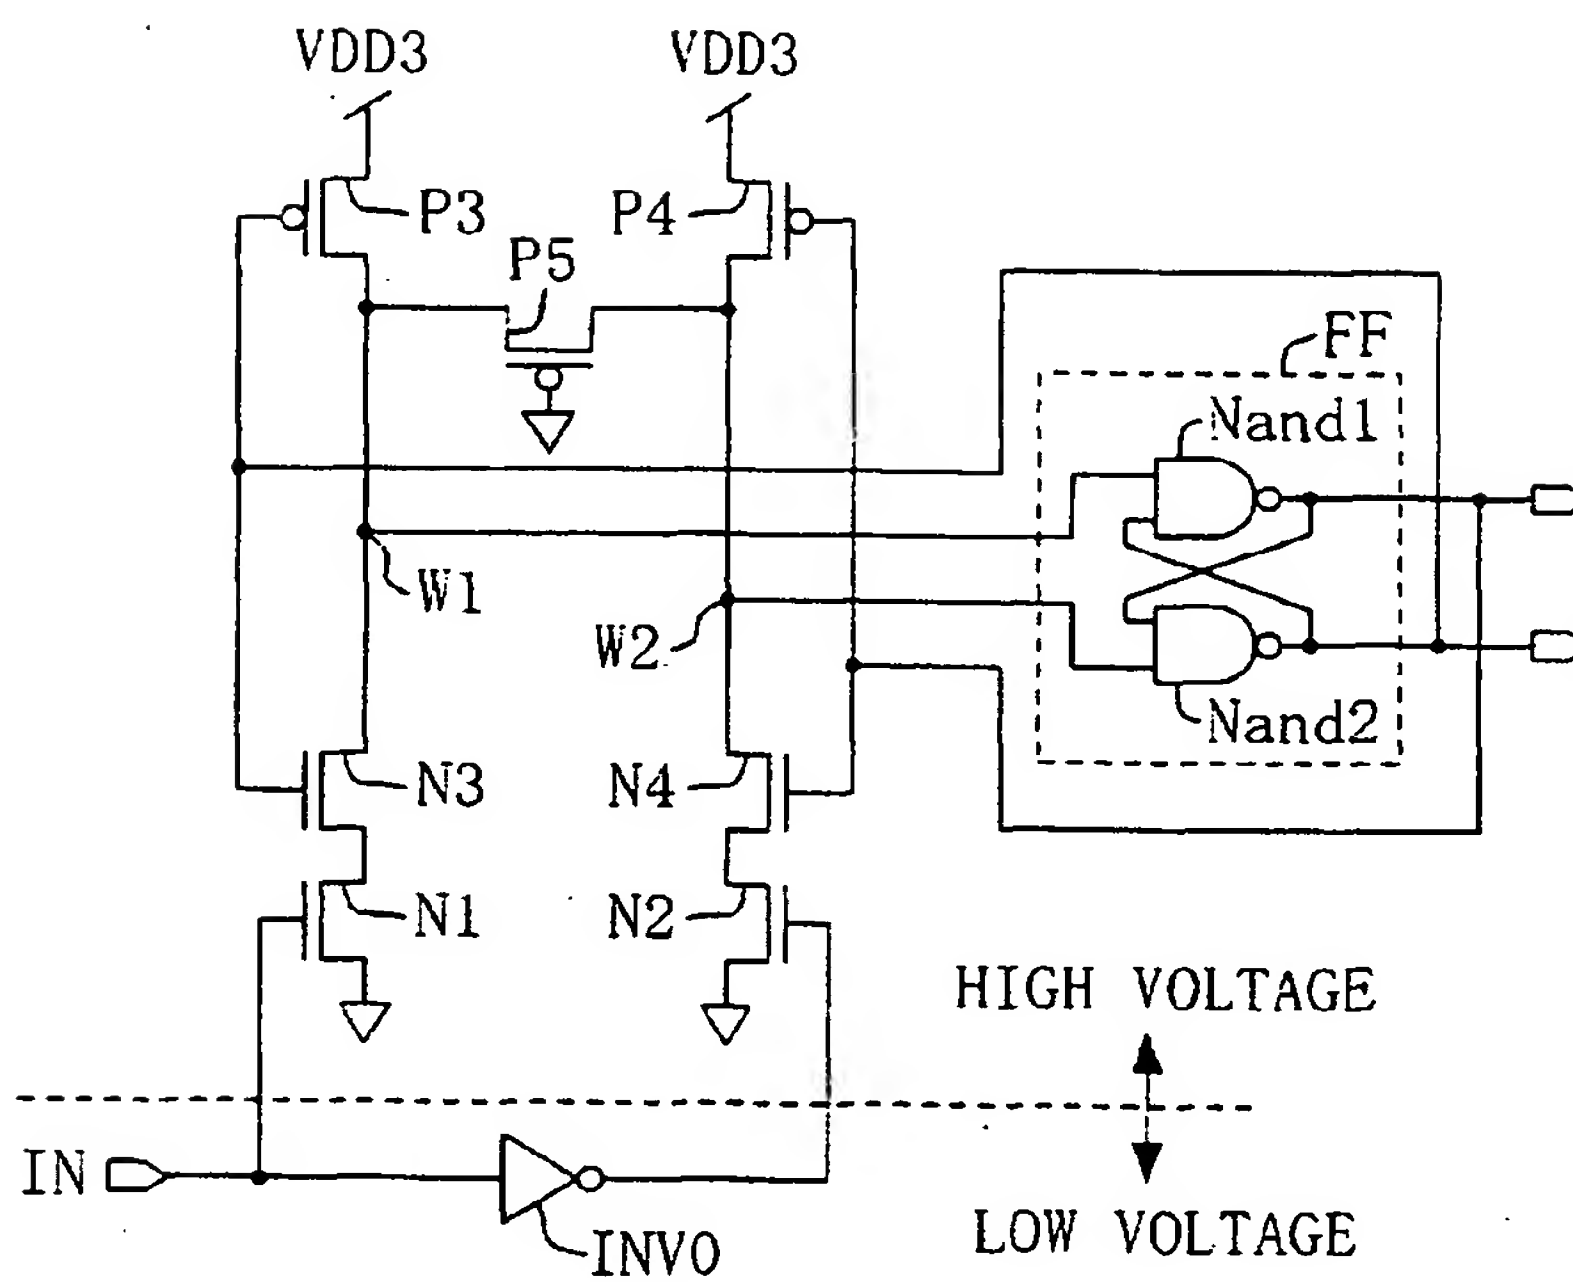 VDD3 VDD3
P3 P4
P5
FF
Nand1
W1
W2
Nand2
N3 N4
N1 N2
HIGH VOLTAGE
IN
INV0
LOW VOLTAGE